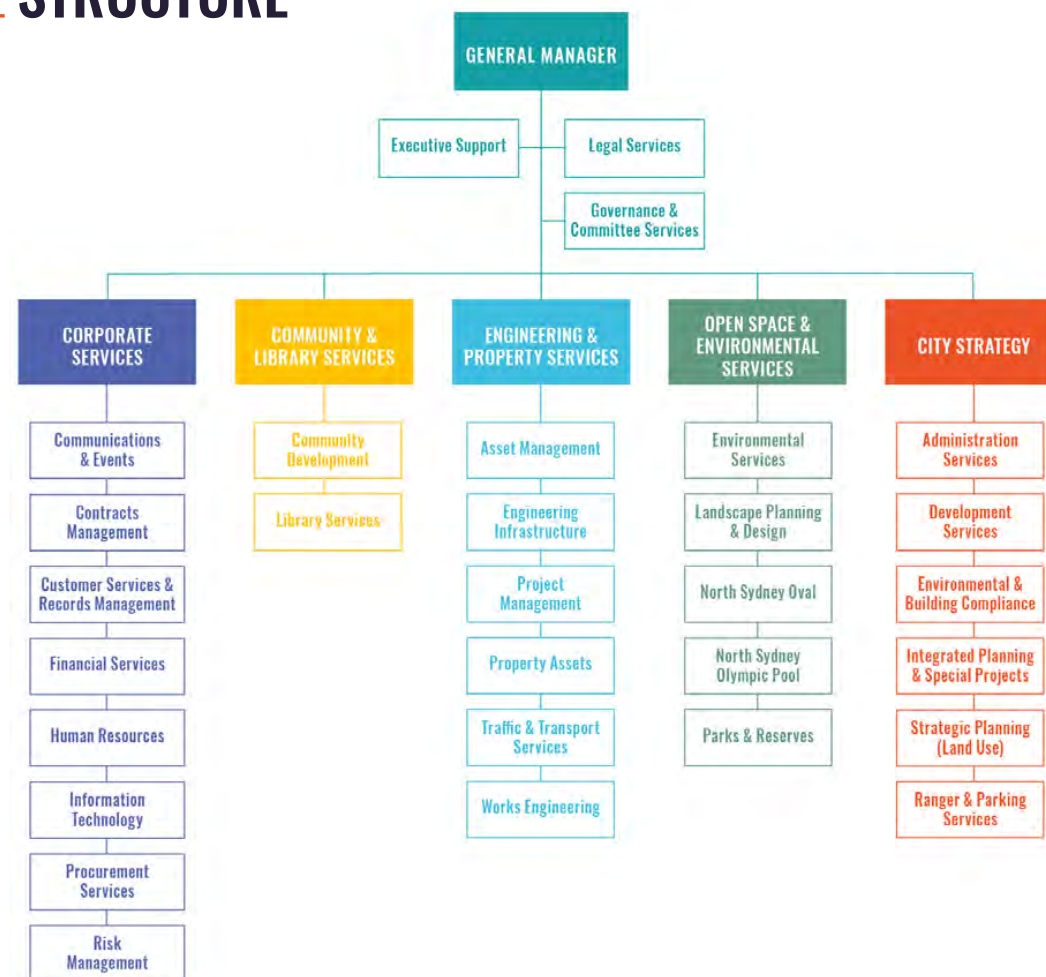 STRUCTURE
GENERAL MANAGER
Executive Support
Legal Services
Governance &
Committee Services
CORPORATE
SERVICES
Communications
& Events
Contracts
Management
Customer Services &
Records Management
Financial Services
Human Resources
Information
Technology
Procurement
Services
Risk
Management
COMMUNITY &
LIBRARY SERVICES
Community
Development
Library Services
ENGINEERING &
PROPERTY SERVICES
Asset Management
Engineering
Infrastructure
Project
Management
Property Assets
Traffic & Transport
Services
Works Engineering
OPEN SPACE &
ENVIRONMENTAL
SERVICES
Environmental
Services
Landscape Planning
& Design
North Sydney Oval
North Sydney
Olympic Pool
Parks & Reserves
CITY STRATEGY
Administration
Services
Development
Services
Environmental &
Building Compliance
Integrated Planning
& Special Projects
Strategic Planning
(Land Use)
Ranger & Parking
Services